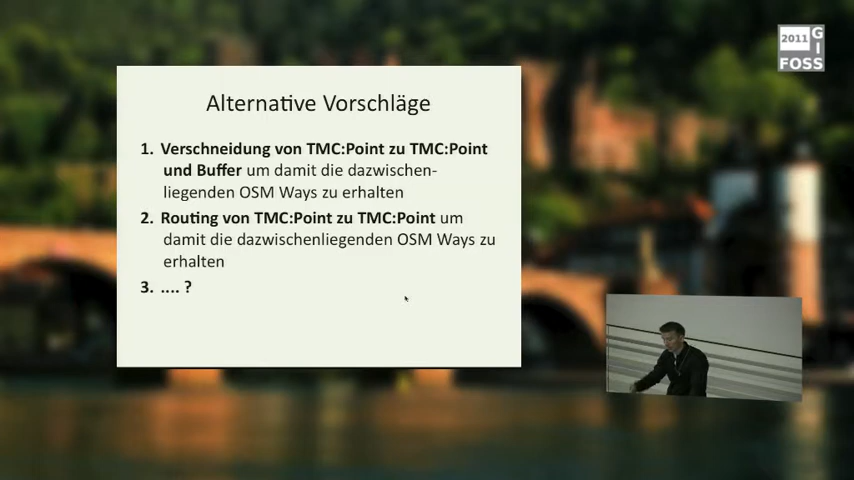 2011 G
I
FOSS
Alternative Vorschläge
1. Verschneidung von TMC:Point zu TMC:Point
und Buffer um damit die dazwischen-
liegenden OSM Ways zu erhalten
2. Routing von TMC:Point zu TMC:Point um
damit die dazwischenliegenden OSM Ways zu
erhalten
3. .... ?